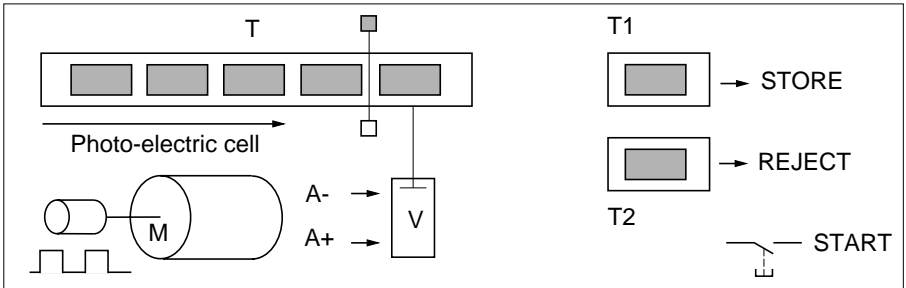 T
T1
STORE
Photo-electric cell
REJECT
A-
M
V
T2
A+
START